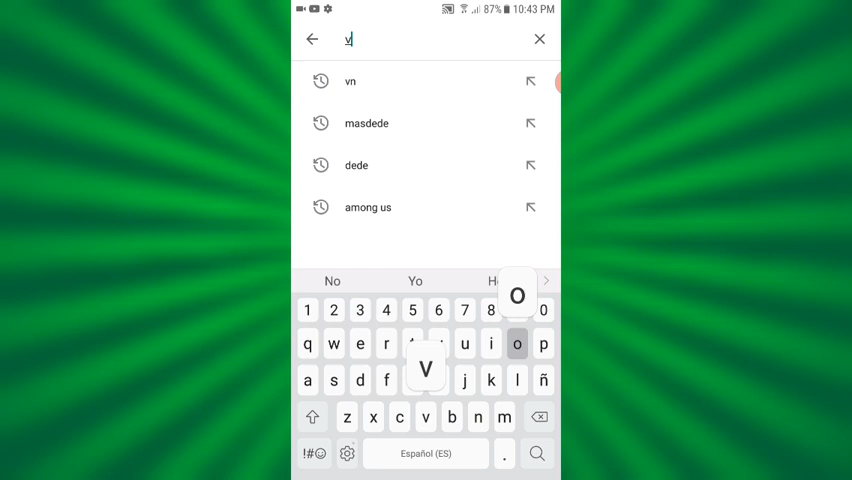 87% 10:43 PM
v
vn
masdede
dede
among us
No Yo
o
1 2 3 4 5 6 7 8 0
q w e r u i o p
v
a s d f j k l ñ
z x c v b n m
!#☺ Español (ES) .